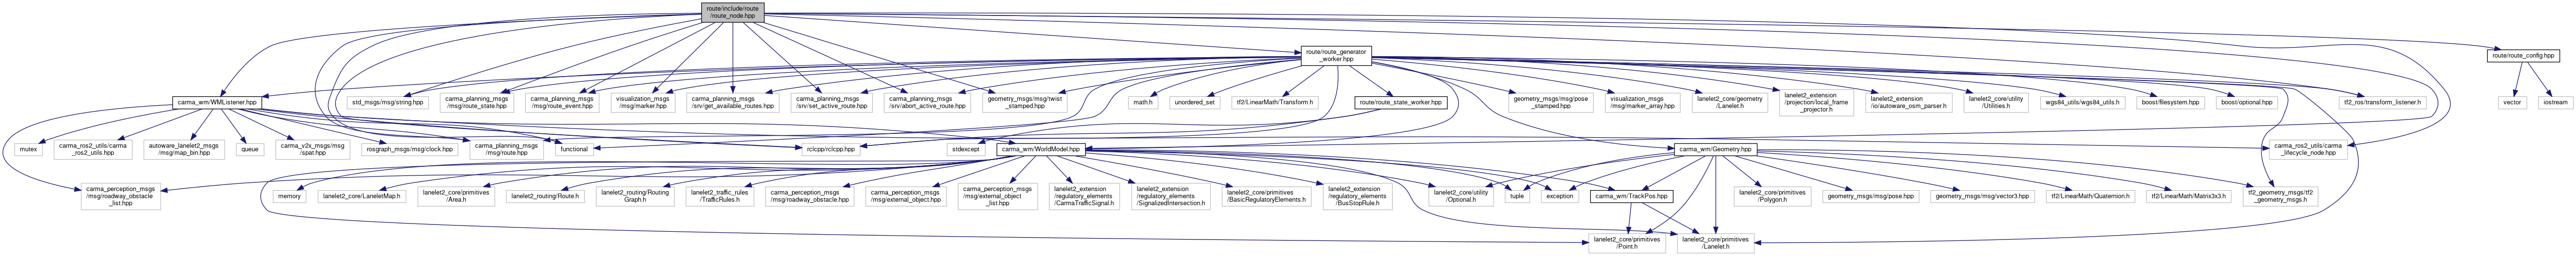 route/include/route
/route_node.hpp
route/route_generator
_worker.hpp
route/route_config.hpp
carma_wm/WMListener.hpp
std_msgs/msg/string.hpp
carma_planning_msgs
/msg/route_state.hpp
carma_planning_msgs
/msg/route_event.hpp
visualization_msgs
/msg/marker.hpp
carma_planning_msgs
/srv/get_available_routes.hpp
carma_planning_msgs
/srv/set_active_route.hpp
carma_planning_msgs
/srv/abort_active_route.hpp
geometry_msgs/msg/twist
_stamped.hpp
math.h
unordered_set
tf2/LinearMath/Transform.h
route/route_state_worker.hpp
geometry_msgs/msg/pose
_stamped.hpp
visualization_msgs
/msg/marker_array.hpp
lanelet2_core/geometry
/Lanelet.h
lanelet2_extension
/projection/local_frame
_projector.h
lanelet2_extension
/io/autoware_osm_parser.h
lanelet2_core/utility
/Utilities.h
wgs84_utils/wgs84_utils.h
boost/filesystem.hpp
boost/optional.hpp
tf2_ros/transform_listener.h
vector
iostream
mutex
carma_ros2_utils/carma
_ros2_utils.hpp
autoware_lanelet2_msgs
/msg/map_bin.hpp
queue
carma_v2x_msgs/msg
/spat.hpp
rosgraph_msgs/msg/clock.hpp
carma_planning_msgs
/msg/route.hpp
functional
rclcpp/rclcpp.hpp
stdexcept
carma_wm/WorldModel.hpp
carma_wm/Geometry.hpp
carma_ros2_utils/carma
_lifecycle_node.hpp
carma_perception_msgs
/msg/roadway_obstacle
_list.hpp
memory
lanelet2_core/LaneletMap.h
lanelet2_core/primitives
/Area.h
lanelet2_routing/Route.h
lanelet2_routing/Routing
Graph.h
lanelet2_traffic_rules
/TrafficRules.h
carma_perception_msgs
/msg/roadway_obstacle.hpp
carma_perception_msgs
/msg/external_object.hpp
carma_perception_msgs
/msg/external_object
_list.hpp
lanelet2_extension
/regulatory_elements
/CarmaTrafficSignal.h
lanelet2_extension
/regulatory_elements
/SignalizedIntersection.h
lanelet2_core/primitives
/BasicRegulatoryElements.h
lanelet2_extension
/regulatory_elements
/BusStopRule.h
lanelet2_core/utility
/Optional.h
tuple
exception
carma_wm/TrackPos.hpp
lanelet2_core/primitives
/Polygon.h
geometry_msgs/msg/pose.hpp
geometry_msgs/msg/vector3.hpp
tf2/LinearMath/Quaternion.h
tf2/LinearMath/Matrix3x3.h
tf2_geometry_msgs/tf2
_geometry_msgs.h
lanelet2_core/primitives
/Point.h
lanelet2_core/primitives
/Lanelet.h